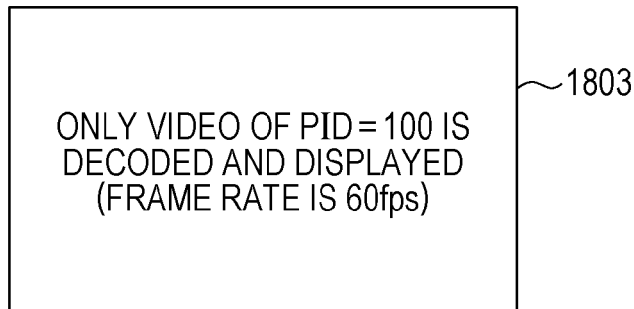 ONLY VIDEO OF PID=100 IS
DECODED AND DISPLAYED
(FRAME RATE IS 60fps)
1803